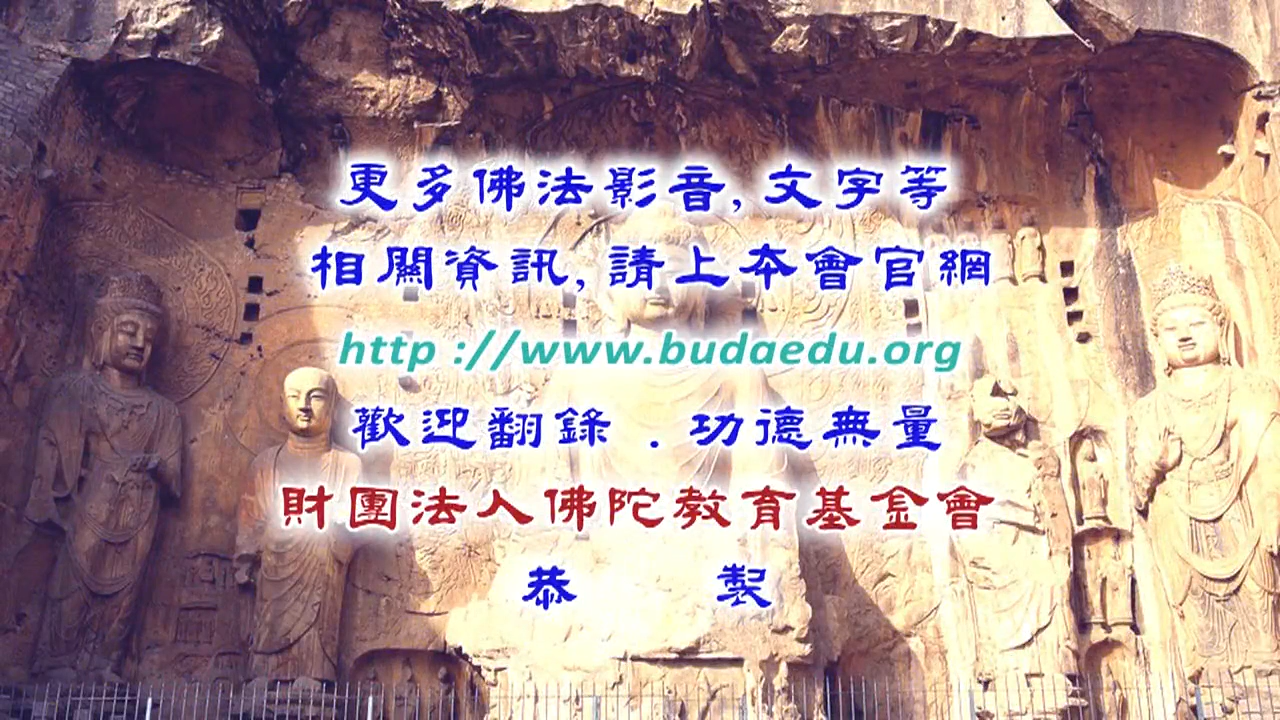 更多佛法影音,文字等
相關資訊,請上本會官網
http ://www.budaedu.org
歡迎翻錄 . 功德無量
財團法人佛陀教育基金會
恭 製